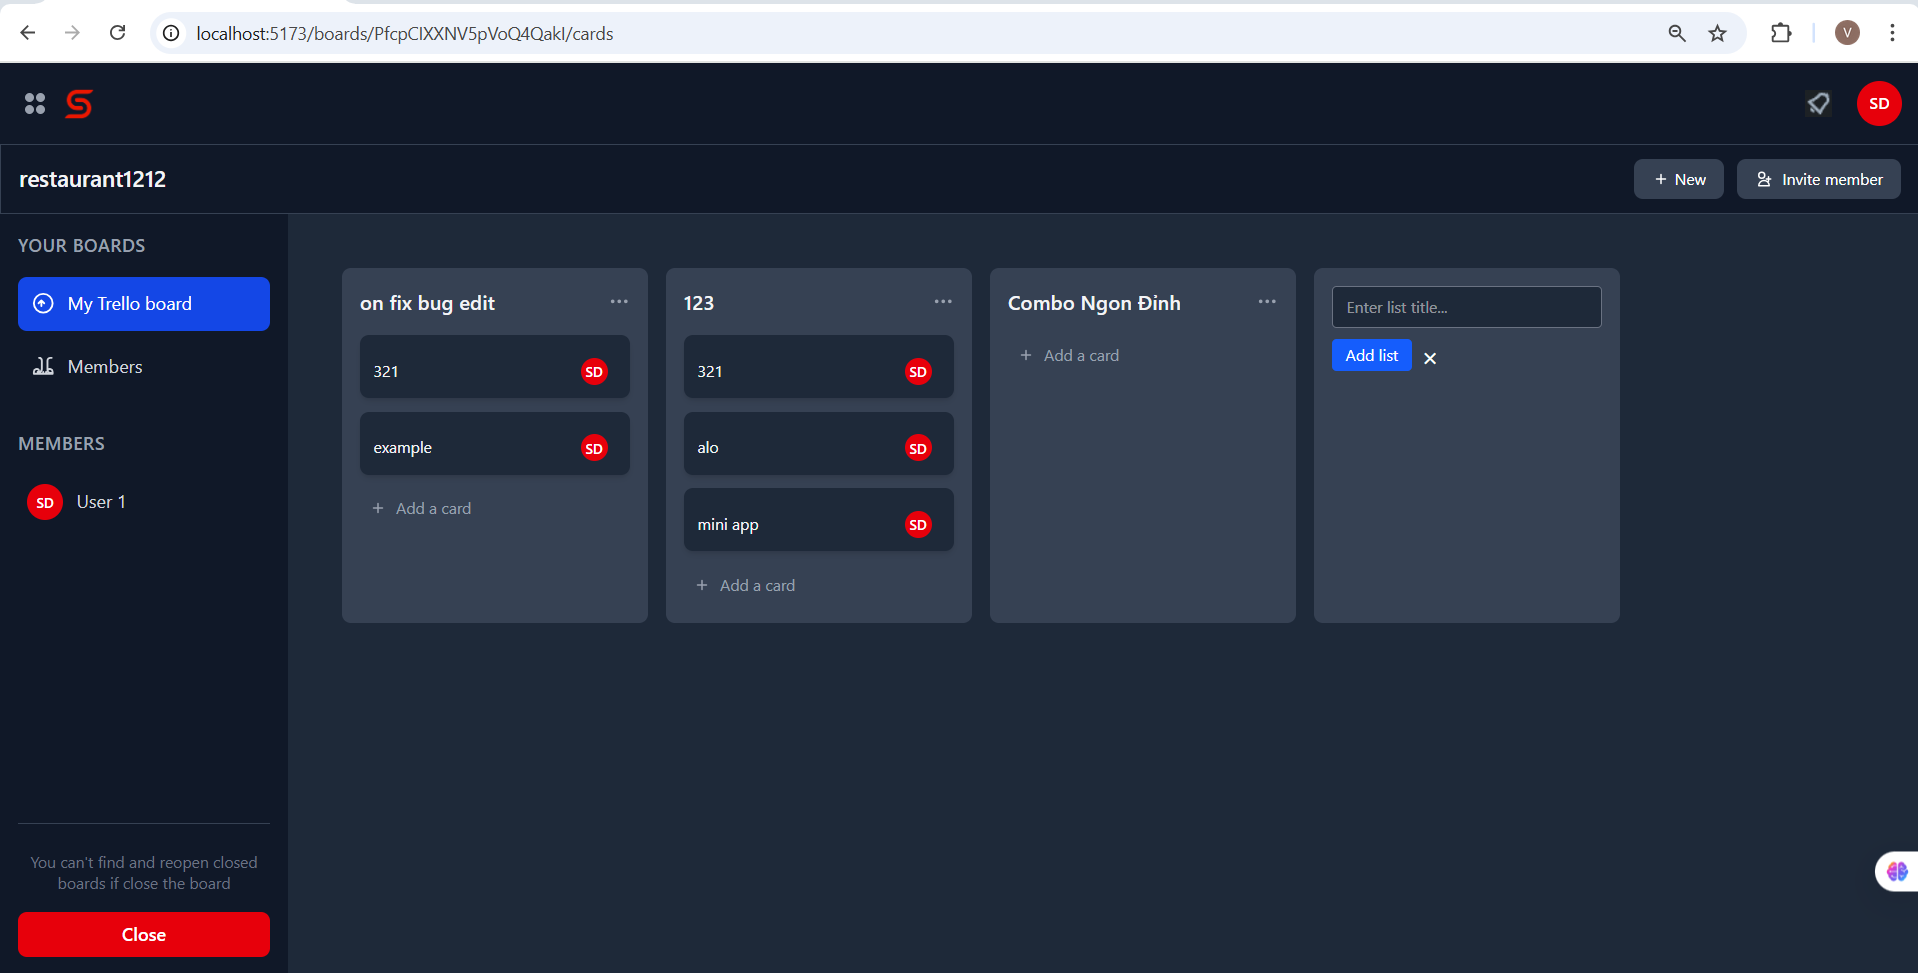 localhost:5173/boards/PfcpCIXXNV5pVoQ4QakI/cards
V
SD
restaurant1212
+ New
Invite member
YOUR BOARDS
My Trello board
Members
MEMBERS
SD User 1
You can't find and reopen closed
boards if close the board
Close
on fix bug edit
321 SD
example SD
+ Add a card
123
321 SD
alo SD
mini app SD
+ Add a card
Combo Ngon Đỉnh
+ Add a card
Enter list title...
Add list